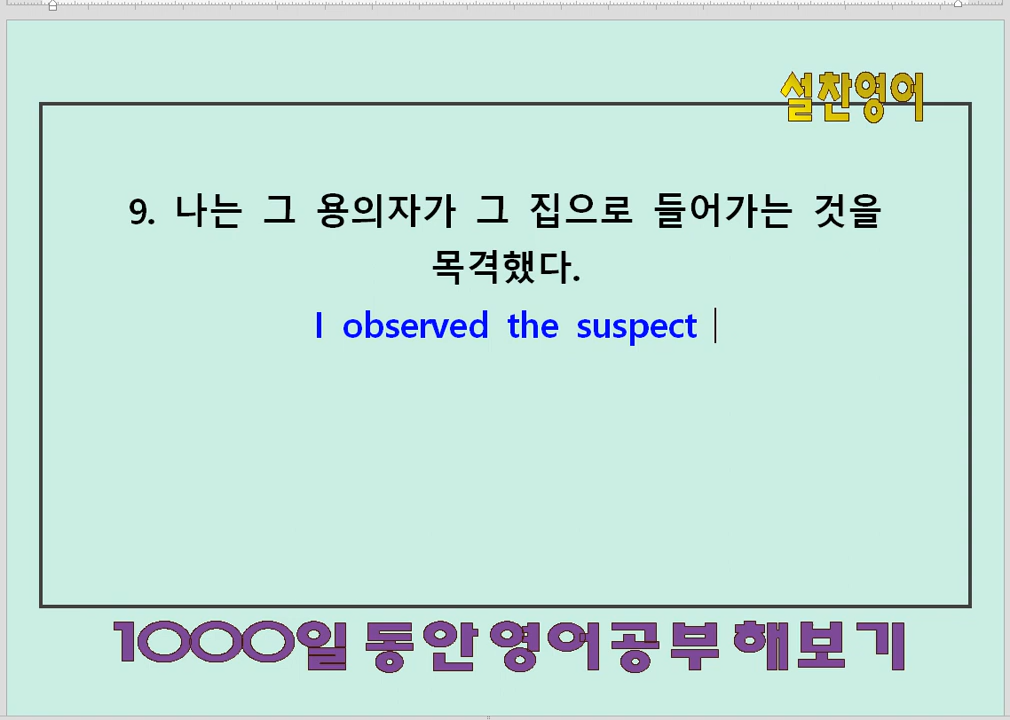 설찬영어
9. 나는 그 용의자가 그 집으로 들어가는 것을
목격했다.
I observed the suspect
1000일동안영어공부해보기